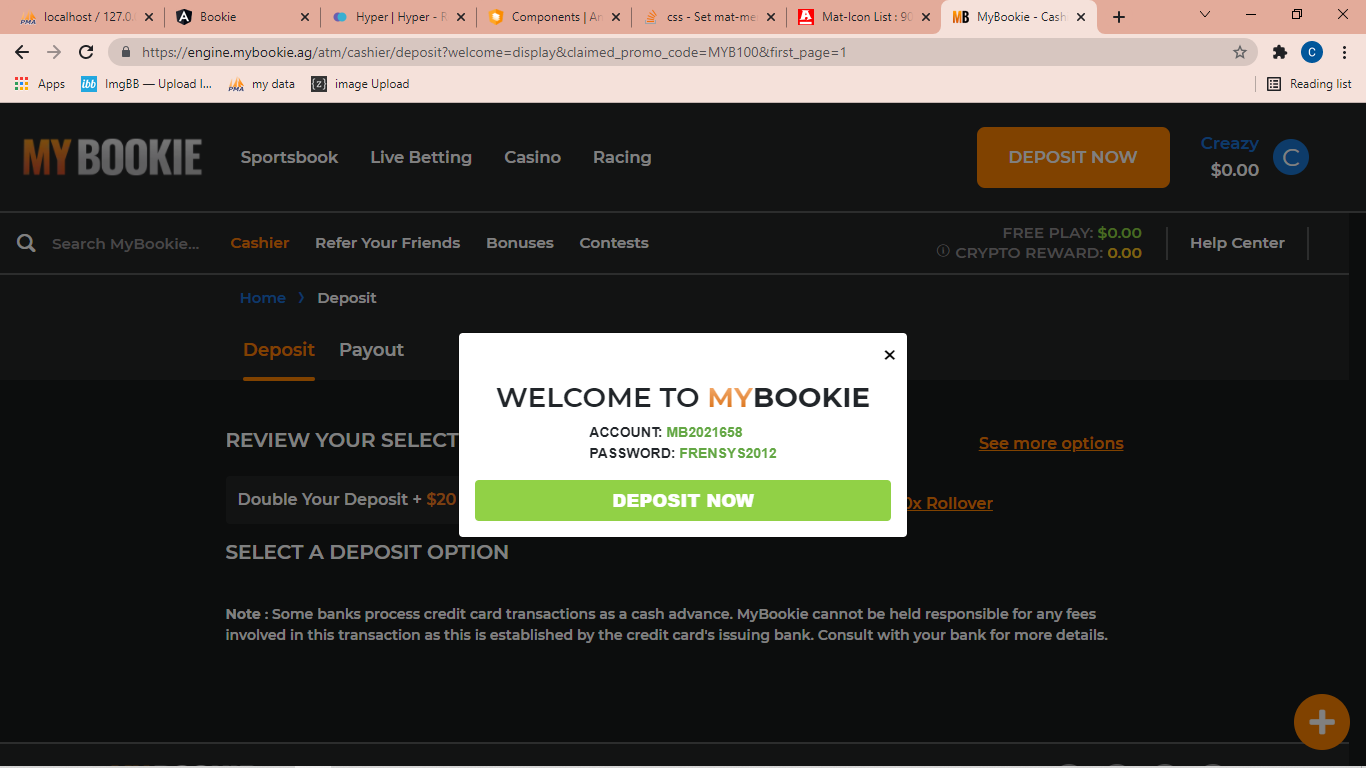 localhost / 127.0.
Bookie
Hyper | Hyper - R
Components | An
css - Set mat-me
Mat-Icon List : 90
MyBookie - Cash
https://engine.mybookie.ag/atm/cashier/deposit?welcome=display&claimed_promo_code=MYB100&first_page=1
C
Apps
ibb ImgBB — Upload I...
my data
{z} image Upload
Reading list
MY BOOKIE
Sportsbook
Live Betting
Casino
Racing
DEPOSIT NOW
Creazy
$0.00
C
Search MyBookie...
Cashier
Refer Your Friends
Bonuses
Contests
FREE PLAY: $0.00
CRYPTO REWARD: 0.00
Help Center
Home > Deposit
Deposit
Payout
WELCOME TO MYBOOKIE
ACCOUNT: MB2021658
PASSWORD: FRENSYS2012
DEPOSIT NOW
REVIEW YOUR SELECT
See more options
Double Your Deposit + $20
0x Rollover
SELECT A DEPOSIT OPTION
Note : Some banks process credit card transactions as a cash advance. MyBookie cannot be held responsible for any fees
involved in this transaction as this is established by the credit card's issuing bank. Consult with your bank for more details.